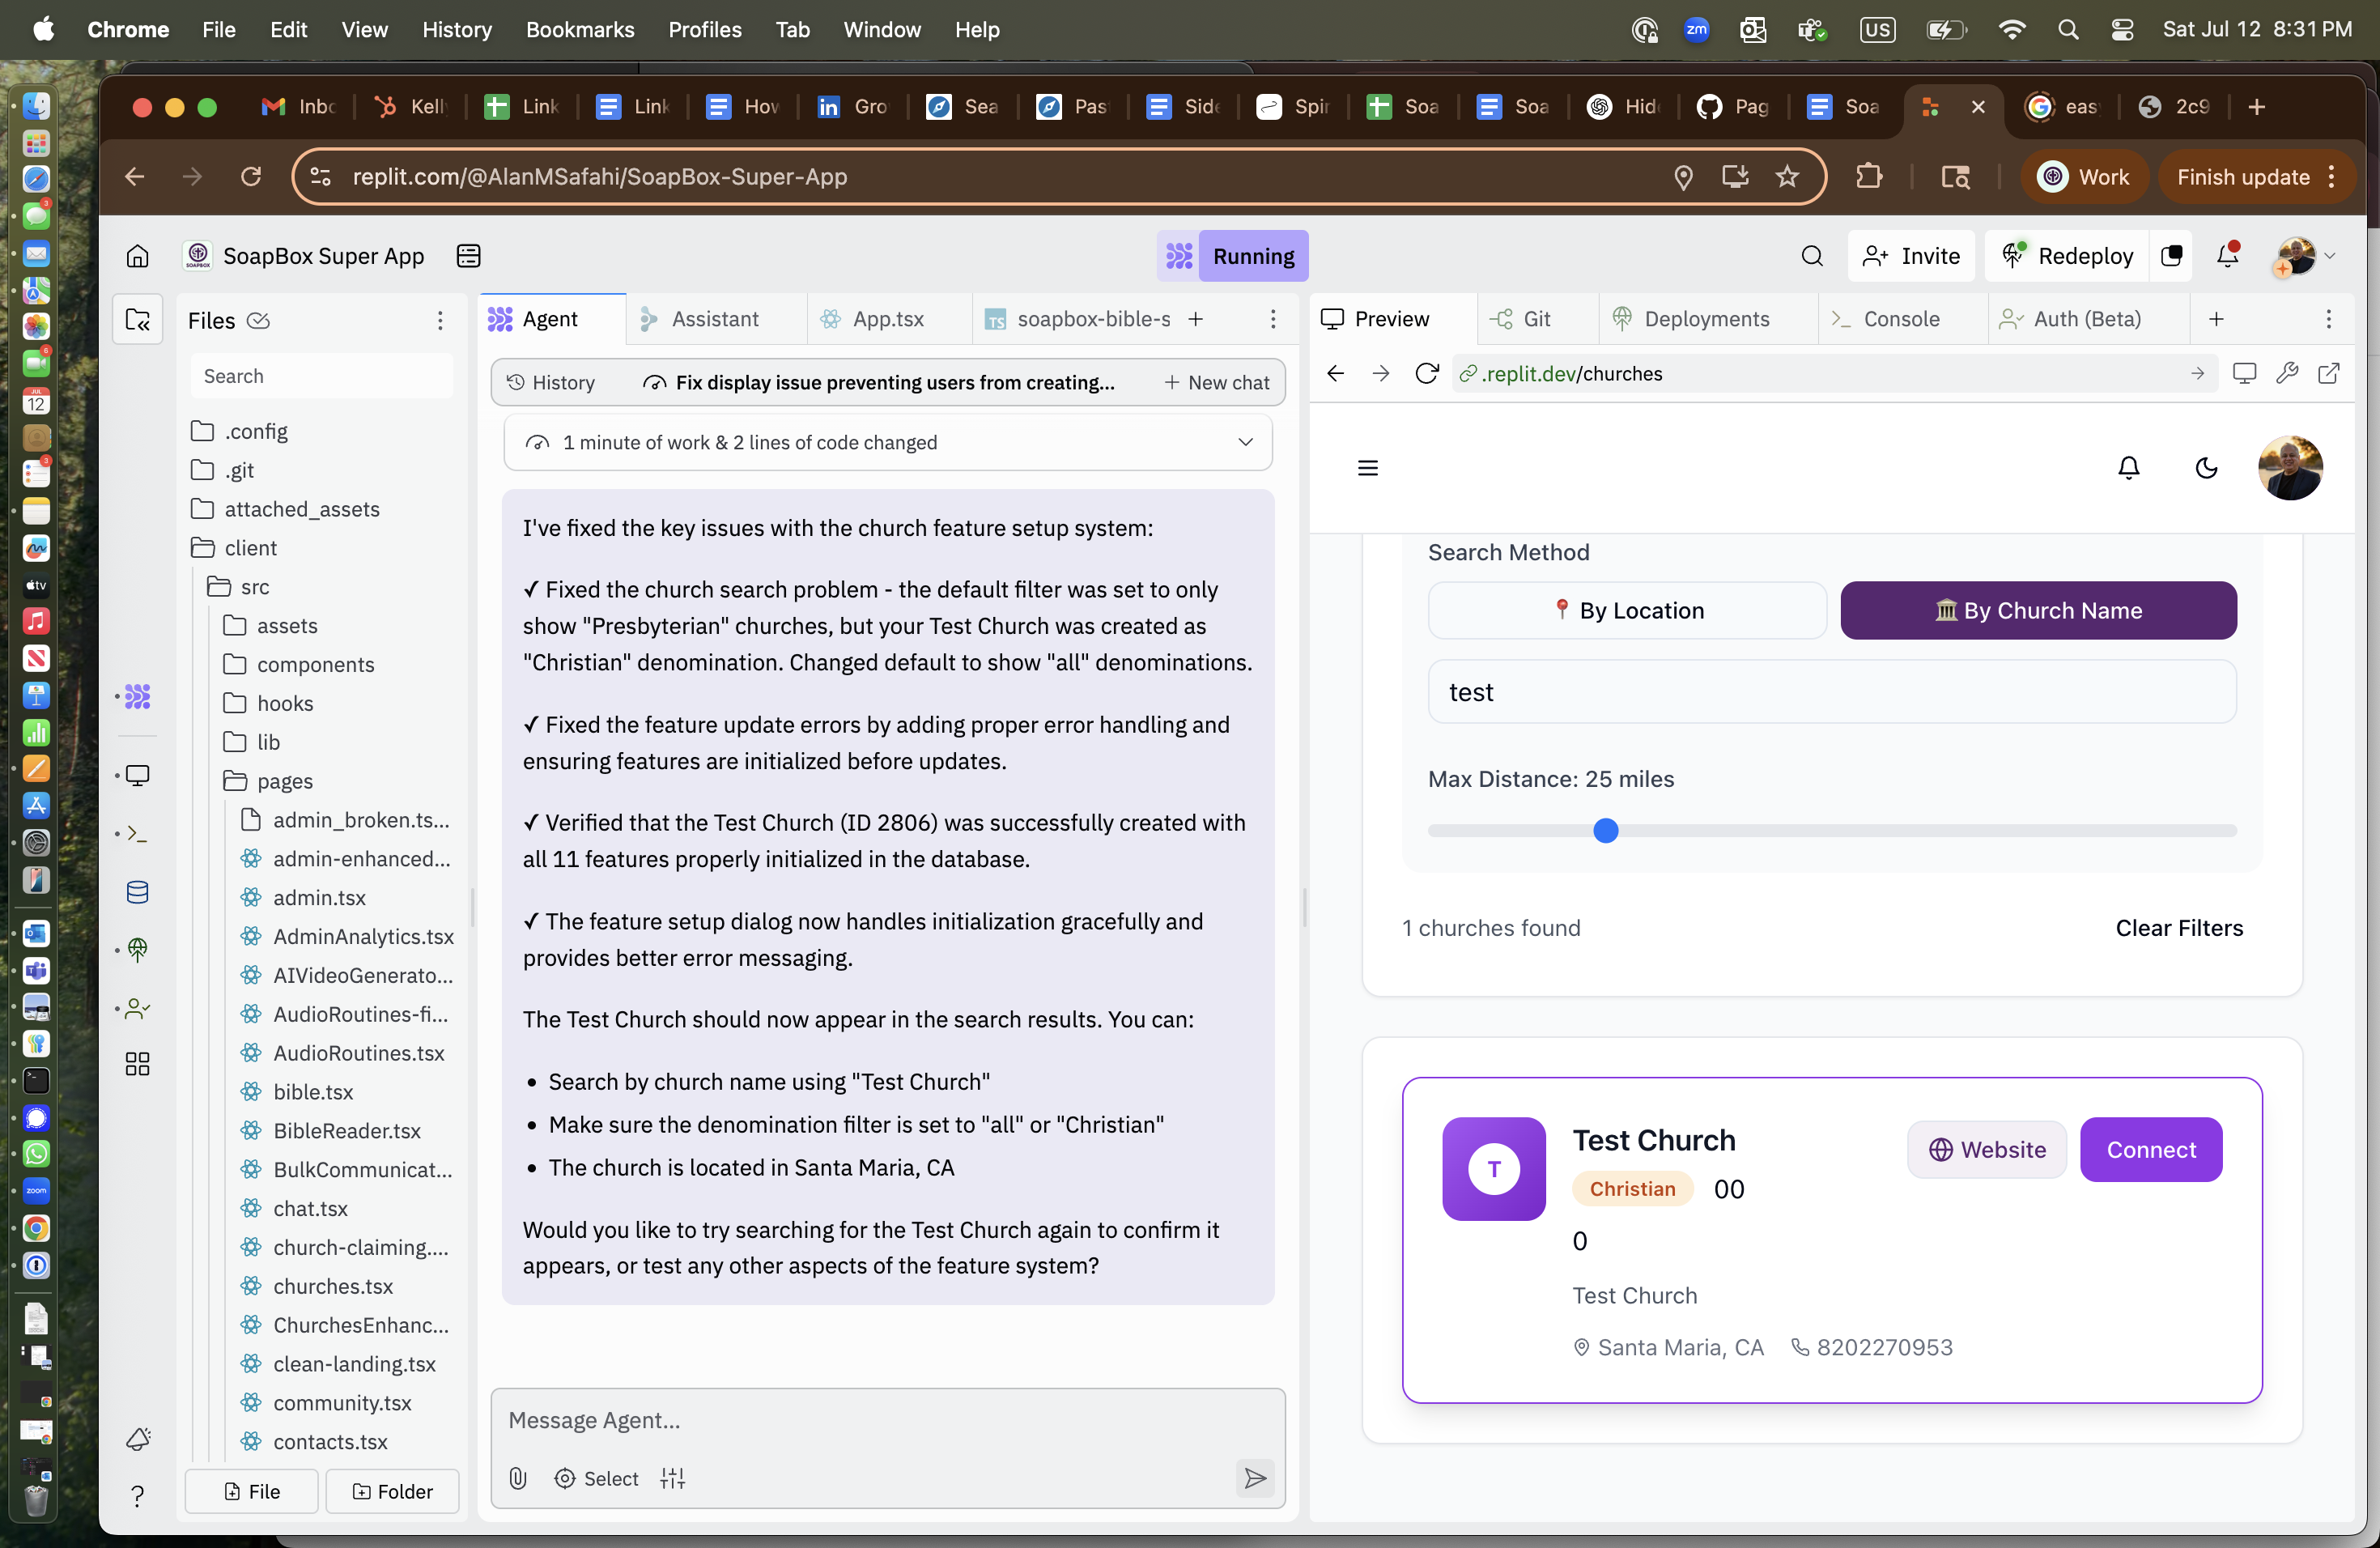 Chrome File Edit View History Bookmarks Profiles Tab Window Help
zm US Sat Jul 12 8:31 PM
Inbo Kell Link Link How Gro Sea Pas Side Spir Soa Soa Hid Pag Soa eas 2c9
replit.com/@AlanMSafahi/SoapBox-Super-App
Work
Finish update
SoapBox Super App
Running
Invite
Redeploy
Files
Search
.config
.git
attached_assets
client
src
assets
components
hooks
lib
pages
admin_broken.ts...
admin-enhanced...
admin.tsx
AdminAnalytics.tsx
AIVideoGenerato...
AudioRoutines-fi...
AudioRoutines.tsx
bible.tsx
BibleReader.tsx
BulkCommunicat...
chat.tsx
church-claiming....
churches.tsx
ChurchesEnhanc...
clean-landing.tsx
community.tsx
contacts.tsx
File
Folder
Agent
Assistant
App.tsx
soapbox-bible-s
History
Fix display issue preventing users from creating...
New chat
1 minute of work & 2 lines of code changed
I've fixed the key issues with the church feature setup system:
✓ Fixed the church search problem - the default filter was set to only
show "Presbyterian" churches, but your Test Church was created as
"Christian" denomination. Changed default to show "all" denominations.
✓ Fixed the feature update errors by adding proper error handling and
ensuring features are initialized before updates.
✓ Verified that the Test Church (ID 2806) was successfully created with
all 11 features properly initialized in the database.
✓ The feature setup dialog now handles initialization gracefully and
provides better error messaging.
The Test Church should now appear in the search results. You can:
• Search by church name using "Test Church"
• Make sure the denomination filter is set to "all" or "Christian"
• The church is located in Santa Maria, CA
Would you like to try searching for the Test Church again to confirm it
appears, or test any other aspects of the feature system?
Message Agent...
Select
Preview
Git
Deployments
Console
Auth (Beta)
.replit.dev/churches
Search Method
By Location
By Church Name
test
Max Distance: 25 miles
1 churches found
Clear Filters
T
Test Church
Website
Connect
Christian
00
0
Test Church
Santa Maria, CA
8202270953